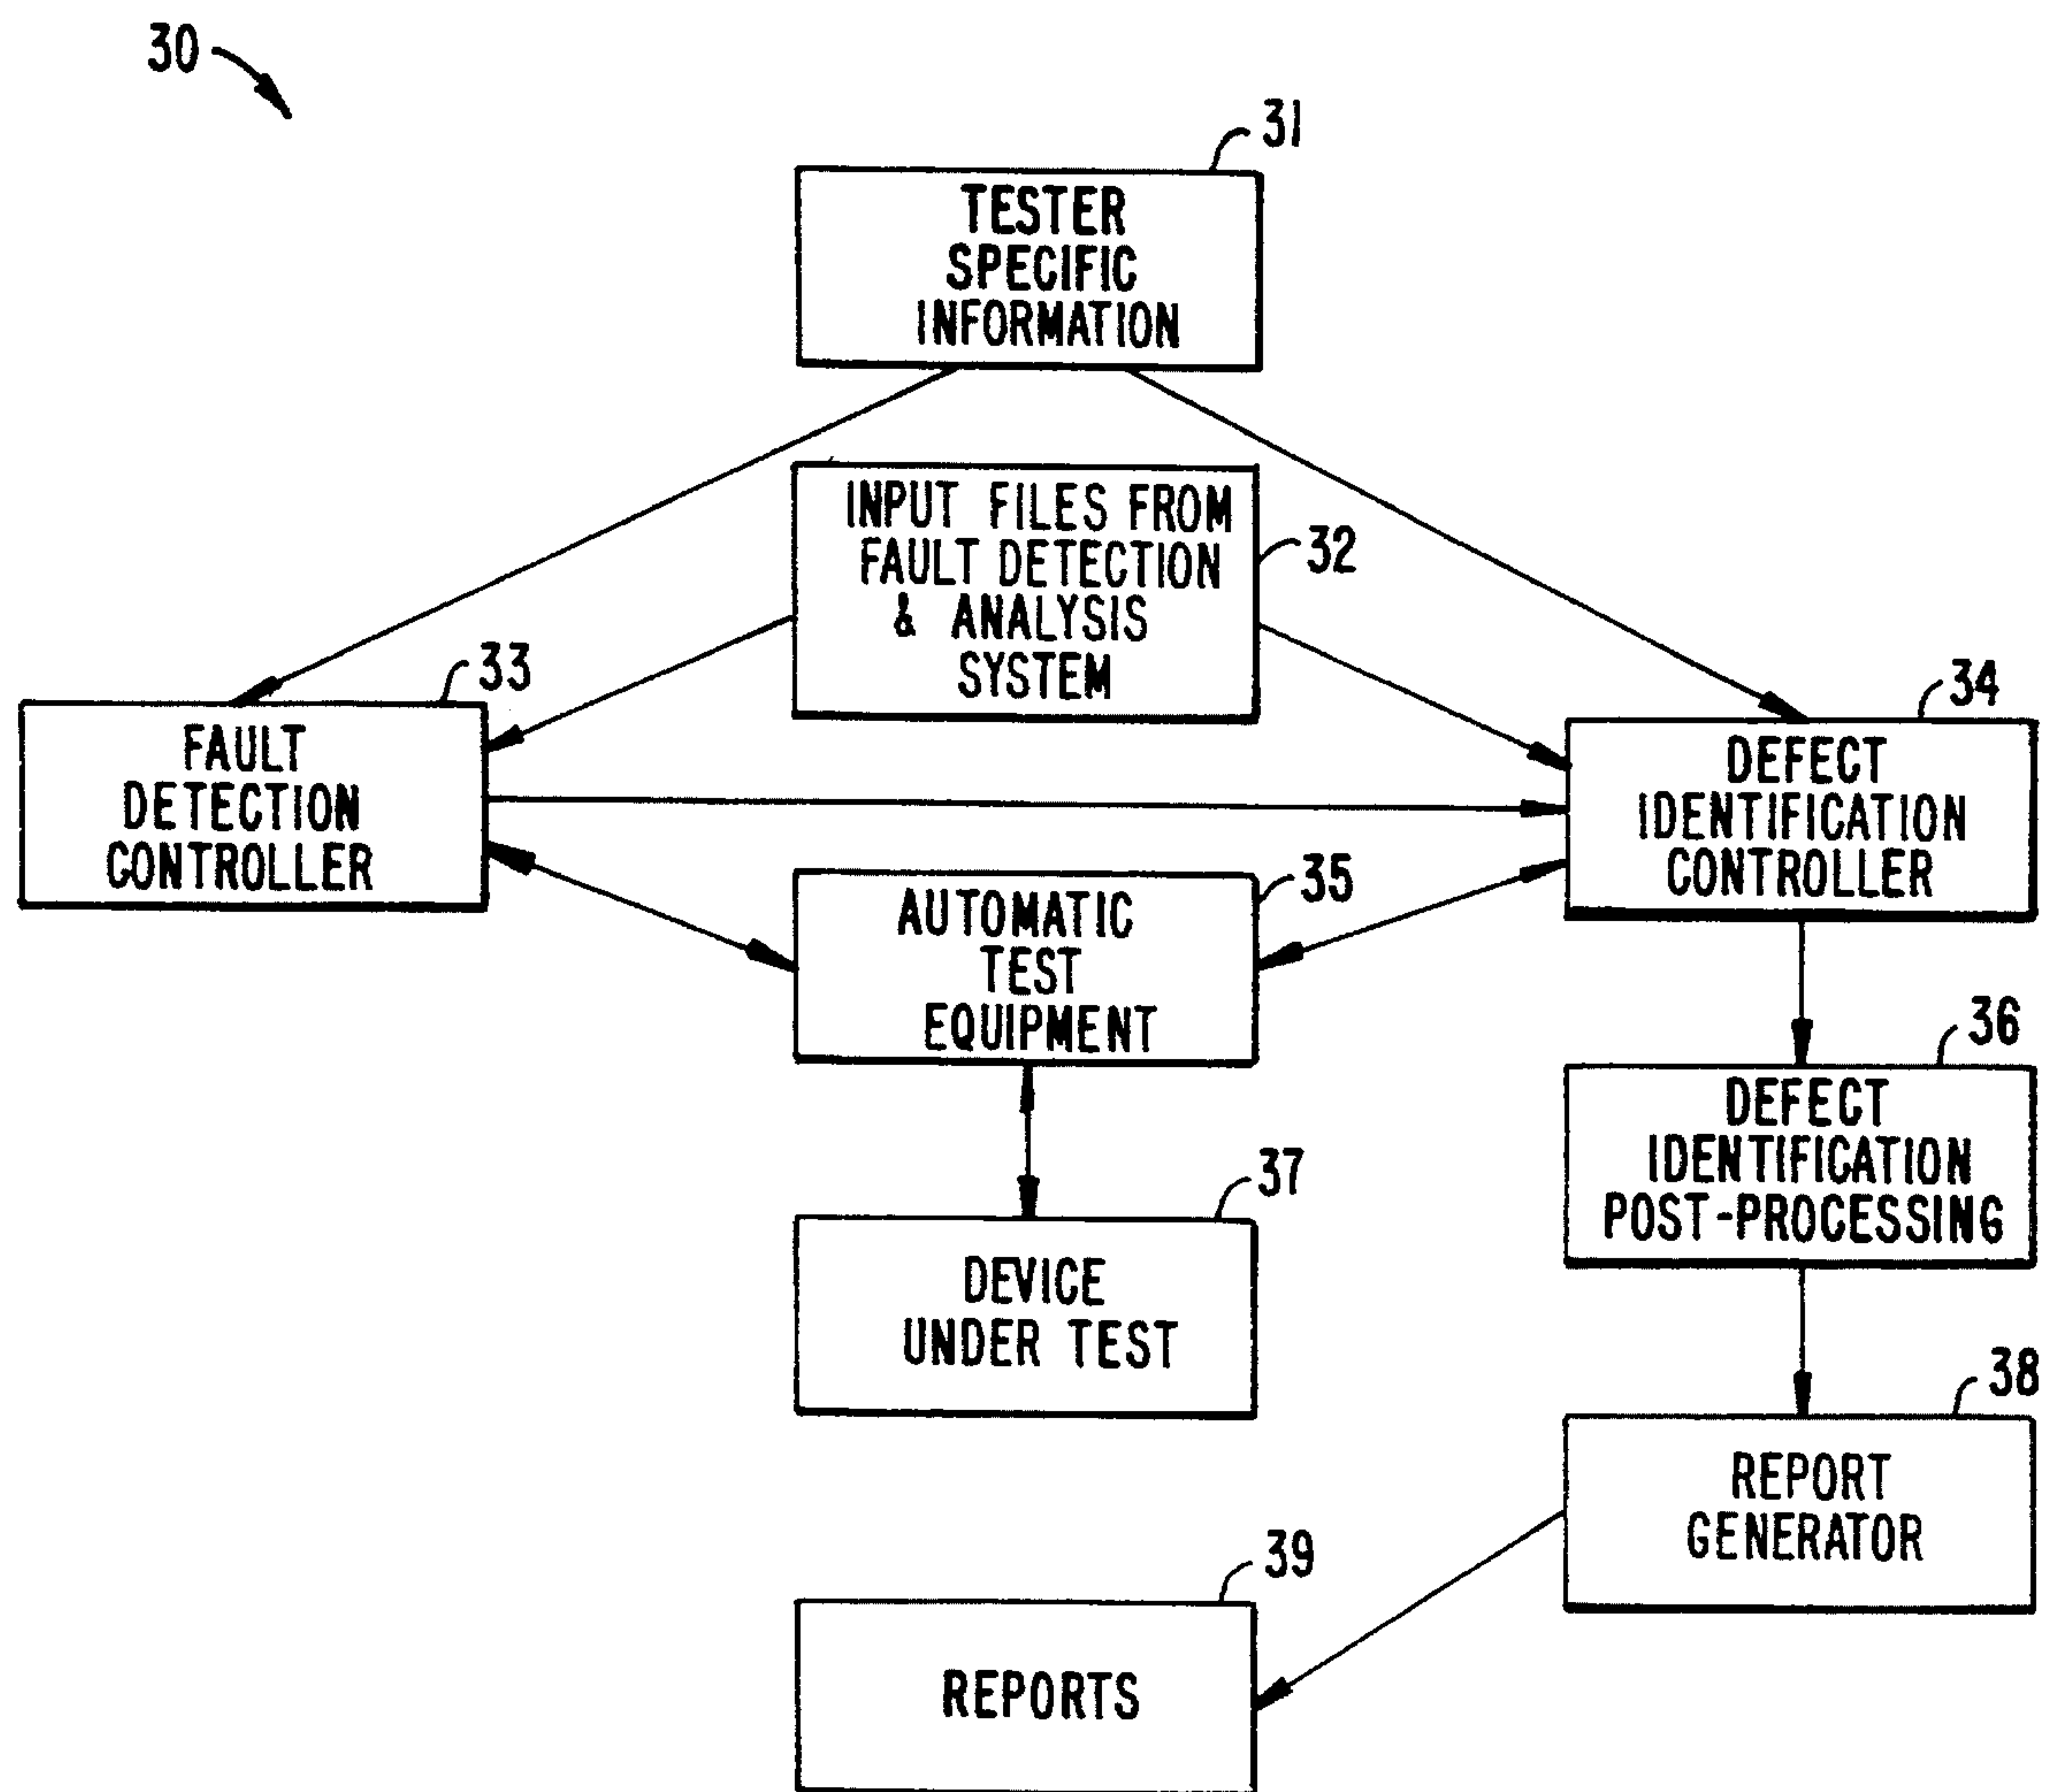 30
31
TESTER
SPECIFIC
INFORMATION
INPUT FILES FROM
FAULT DETECTION
& ANALYSIS
SYSTEM
32
33
FAULT
DETECTION
CONTROLLER
34
DEFECT
IDENTIFICATION
CONTROLLER
35
AUTOMATIC
TEST
EQUIPMENT
36
DEFECT
IDENTIFICATION
POST-PROCESSING
37
DEVICE
UNDER TEST
38
REPORT
GENERATOR
39
REPORTS